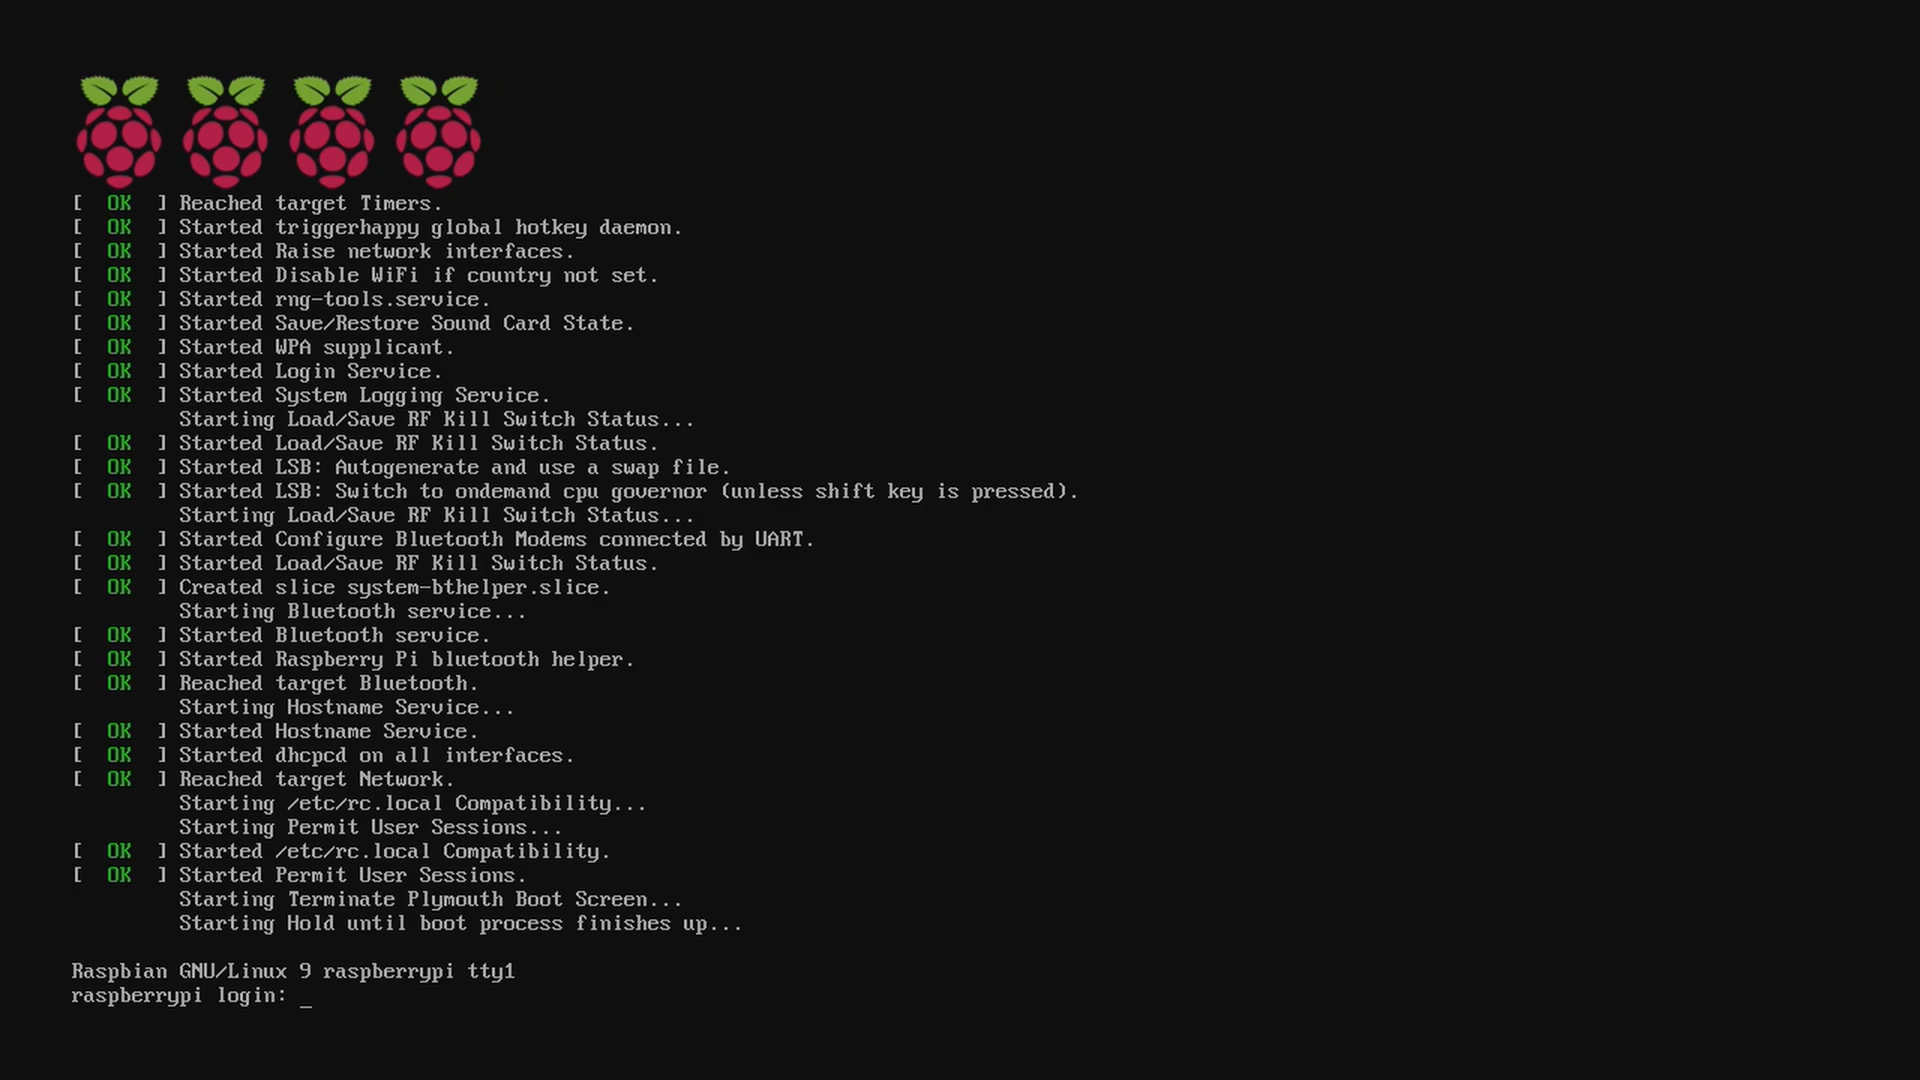 [  OK  ] Reached target Timers.
[  OK  ] Started triggerhappy global hotkey daemon.
[  OK  ] Started Raise network interfaces.
[  OK  ] Started Disable WiFi if country not set.
[  OK  ] Started rng-tools.service.
[  OK  ] Started Save/Restore Sound Card State.
[  OK  ] Started WPA supplicant.
[  OK  ] Started Login Service.
[  OK  ] Started System Logging Service.
         Starting Load/Save RF Kill Switch Status...
[  OK  ] Started Load/Save RF Kill Switch Status.
[  OK  ] Started LSB: Autogenerate and use a swap file.
[  OK  ] Started LSB: Switch to ondemand cpu governor (unless shift key is pressed).
         Starting Load/Save RF Kill Switch Status...
[  OK  ] Started Configure Bluetooth Modems connected by UART.
[  OK  ] Started Load/Save RF Kill Switch Status.
[  OK  ] Created slice system-bthelper.slice.
         Starting Bluetooth service...
[  OK  ] Started Bluetooth service.
[  OK  ] Started Raspberry Pi bluetooth helper.
[  OK  ] Reached target Bluetooth.
         Starting Hostname Service...
[  OK  ] Started Hostname Service.
[  OK  ] Started dhcpcd on all interfaces.
[  OK  ] Reached target Network.
         Starting /etc/rc.local Compatibility...
         Starting Permit User Sessions...
[  OK  ] Started /etc/rc.local Compatibility.
[  OK  ] Started Permit User Sessions.
         Starting Terminate Plymouth Boot Screen...
         Starting Hold until boot process finishes up...
Raspbian GNU/Linux 9 raspberrypi tty1
raspberrypi login: _